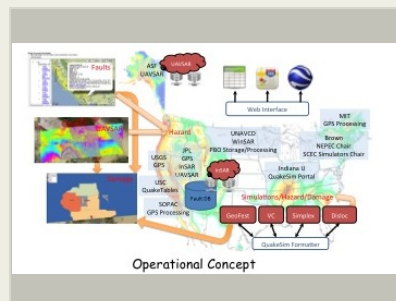 Faults
ASF
UAVSAR
UAVSAR
Web Interface
UAVSAR
Hazard
UNAVCO
WInSAR
PBO Storage/Processing
MIT
GPS Processing
Brown
NEPEC Chair
SCEC Simulators Chair
USGS
GPS
JPL
GPS
InSAR
UAVSAR
InSAR
Indiana U
QuakeSim Portal
USC
QuakeTables
Fault DB
SOPAC
GPS Processing
Simulations/Hazard/Damage
GeoFest
VC
Simplex
Disloc
QuakeSim Formatter
Operational Concept